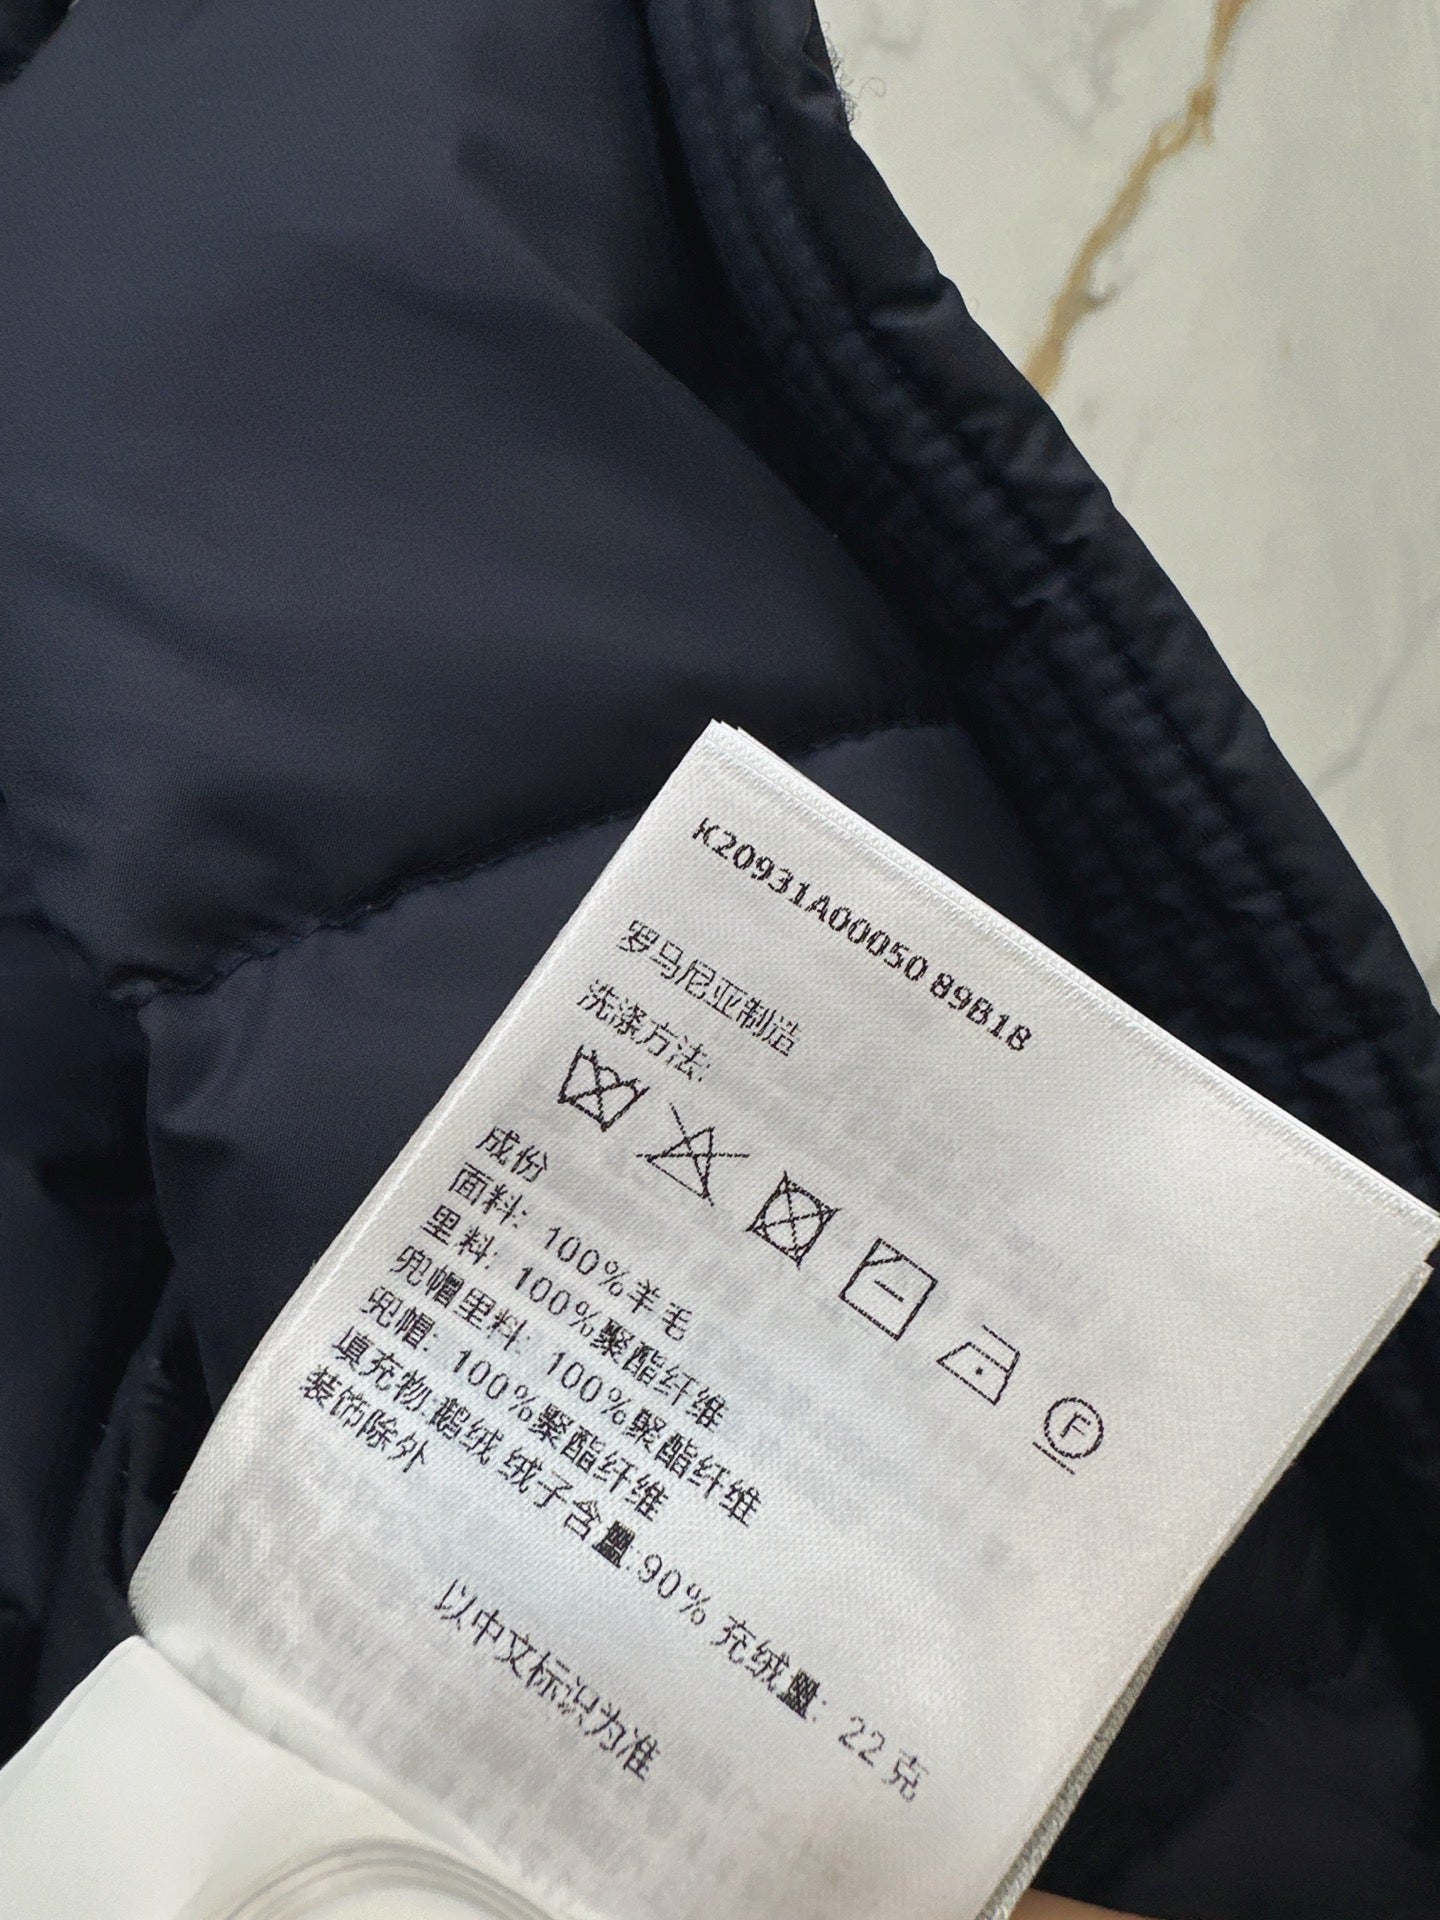 K20931A00050 89B18
罗马尼亚制造
洗涤方法:
F
成份
面料: 100%羊毛
里料: 100%聚酯纤维
兜帽里料: 100%聚酯纤维
兜帽: 100%聚酯纤维
填充物:鹅绒 绒子含量:90% 充绒量: 22克
装饰除外
以中文标识为准